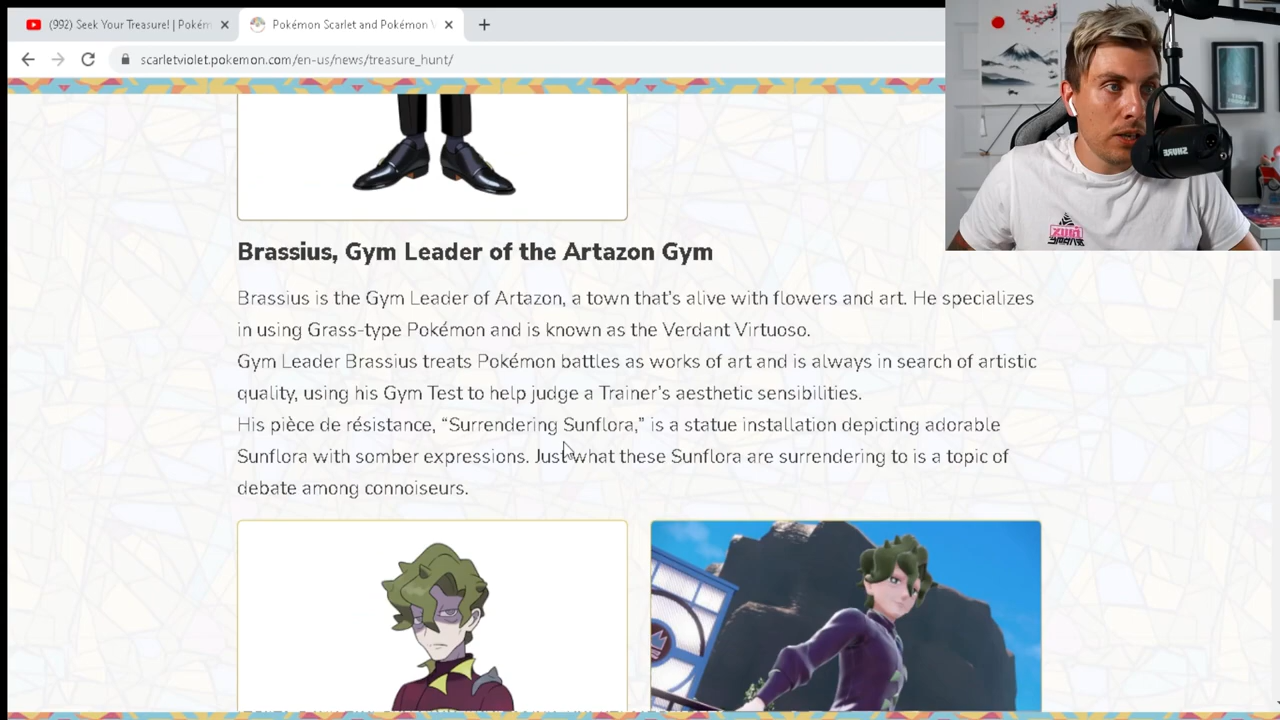 (992) Seek Your Treasure! | Pokém
Pokémon Scarlet and Pokémon V
scarletviolet.pokemon.com/en-us/news/treasure_hunt/
Brassius, Gym Leader of the Artazon Gym
Brassius is the Gym Leader of Artazon, a town that's alive with flowers and art. He specializes
in using Grass-type Pokémon and is known as the Verdant Virtuoso.
Gym Leader Brassius treats Pokémon battles as works of art and is always in search of artistic
quality, using his Gym Test to help judge a Trainer's aesthetic sensibilities.
His pièce de résistance, “Surrendering Sunflora,” is a statue installation depicting adorable
Sunflora with somber expressions. Just what these Sunflora are surrendering to is a topic of
debate among connoiseurs.
SHURE